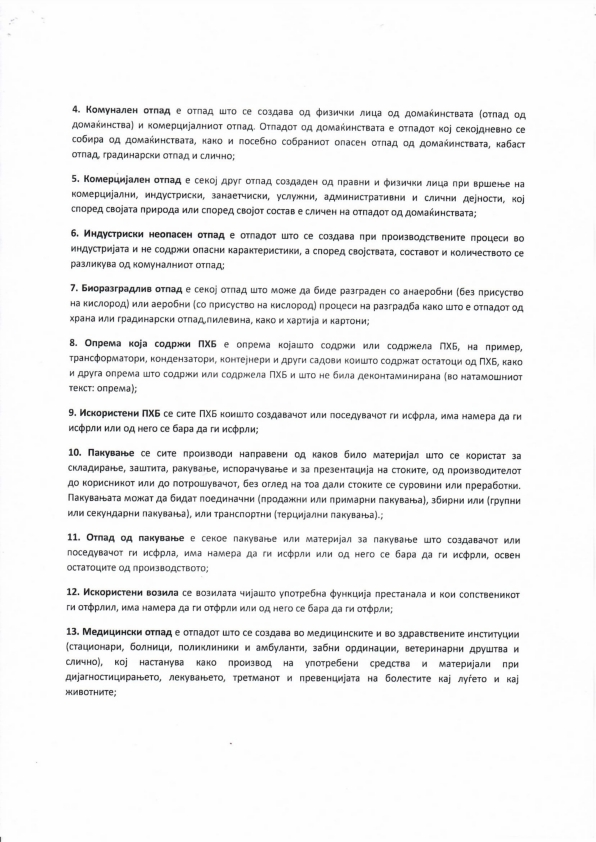 4. Комунален отпад е отпад што се создава од физички лица од домаќинствата (отпад од
домаќинства) и комерцијалниот отпад. Отпадот од домаќинствата е отпадот кој секојдневно се
собира од домаќинствата, како и посебно собраниот опасен отпад од домаќинствата, кабаст
отпад, градинарски отпад и слично;
5. Комерцијален отпад е секој друг отпад создаден од правни и физички лица при вршење на
комерцијални, индустриски, занаетчиски, услужни, административни и слични дејности, кој
според својата природа или според својот состав е сличен на отпадот од домаќинствата;
6. Индустриски неопасен отпад е отпадот што се создава при производствените процеси во
индустријата и не содржи опасни карактеристики, а според својствата, составот и количеството се
разликува од комуналниот отпад;
7. Биоразградлив отпад е секој отпад што може да биде разграден со анаеробни (без присуство
на кислород) или аеробни (со присуство на кислород) процеси на разградба како што е отпадот од
храна или градинарски отпад,пилевина, како и хартија и картони;
8. Опрема која содржи ПХБ е опрема којашто содржи или содржела ПХБ, на пример,
трансформатори, кондензатори, контејнери и други садови коишто содржат остатоци од ПХБ, како
и друга опрема што содржи или содржела ПХБ и што не била деконтаминирана (во натамошниот
текст: опрема);
9. Искористени ПХБ се сите ПХБ коишто создавачот или поседувачот ги исфрла, има намера да ги
исфрли или од него се бара да ги исфрли;
10. Пакување се сите производи направени од каков било материјал што се користат за
складирање, заштита, ракување, испорачување и за презентација на стоките, од производителот
до корисникот или до потрошувачот, без оглед на тоа дали стоките се суровини или преработки.
Пакувањата можат да бидат поединачни (продажни или примарни пакувања), збирни или (групни
или секундарни пакувања), или транспортни (терцијални пакувања).;
11. Отпад од пакување е секое пакување или материјал за пакување што создавачот или
поседувачот ги исфрла, има намера да ги исфрли или од него се бара да ги исфрли, освен
остатоците од производството;
12. Искористени возила се возилата чијашто употребна функција престанала и кои сопственикот
ги отфрлил, има намера да ги отфрли или од него се бара да ги отфрли;
13. Медицински отпад е отпадот што се создава во медицинските и во здравствените институции
(стационари, болници, поликлиники и амбуланти, забни ординации, ветеринарни друштва и
слично), кој настанува како производ на употребени средства и материјали при
дијагностицирањето, лекувањето, третманот и превенцијата на болестите кај луѓето и кај
животните;